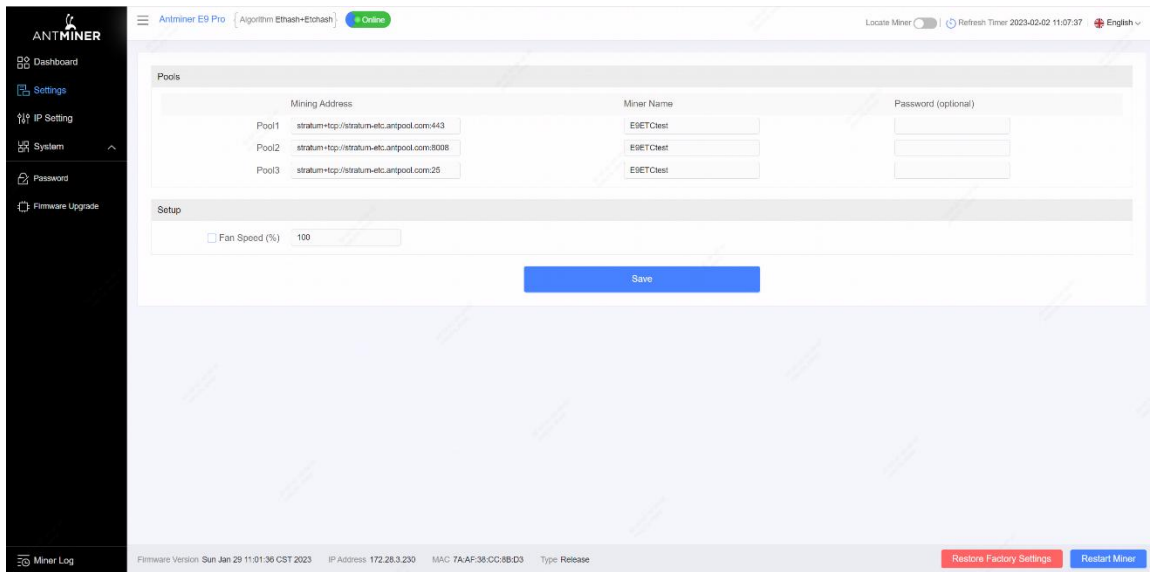 ANTMINER
Antminer E9 Pro { Algorithm Ethash+Etchash } Online
Locate Miner Refresh Timer 2023-02-02 11:07:37 English
Dashboard
Settings
IP Setting
System
Password
Firmware Upgrade
Pools
Mining Address Miner Name Password (optional)
Pool1 stratum+tcp://stratum-etc.antpool.com:443 E9ETCtest
Pool2 stratum+tcp://stratum-etc.antpool.com:8008 E9ETCtest
Pool3 stratum+tcp://stratum-etc.antpool.com:25 E9ETCtest
Setup
Fan Speed (%) 100
Save
Miner Log
Firmware Version Sun Jan 29 11:01:36 CST 2023 IP Address 172.28.3.230 MAC 7A:AF:38:CC:8B:D3 Type Release
Restore Factory Settings
Restart Miner